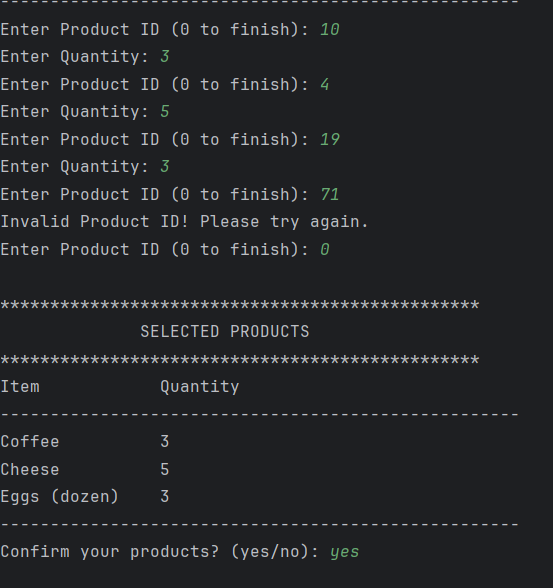 ----------------------------------------------------
Enter Product ID (0 to finish): 10
Enter Quantity: 3
Enter Product ID (0 to finish): 4
Enter Quantity: 5
Enter Product ID (0 to finish): 19
Enter Quantity: 3
Enter Product ID (0 to finish): 71
Invalid Product ID! Please try again.
Enter Product ID (0 to finish): 0

************************************************
              SELECTED PRODUCTS
************************************************
Item            Quantity
----------------------------------------------------
Coffee          3
Cheese          5
Eggs (dozen)    3
----------------------------------------------------
Confirm your products? (yes/no): yes